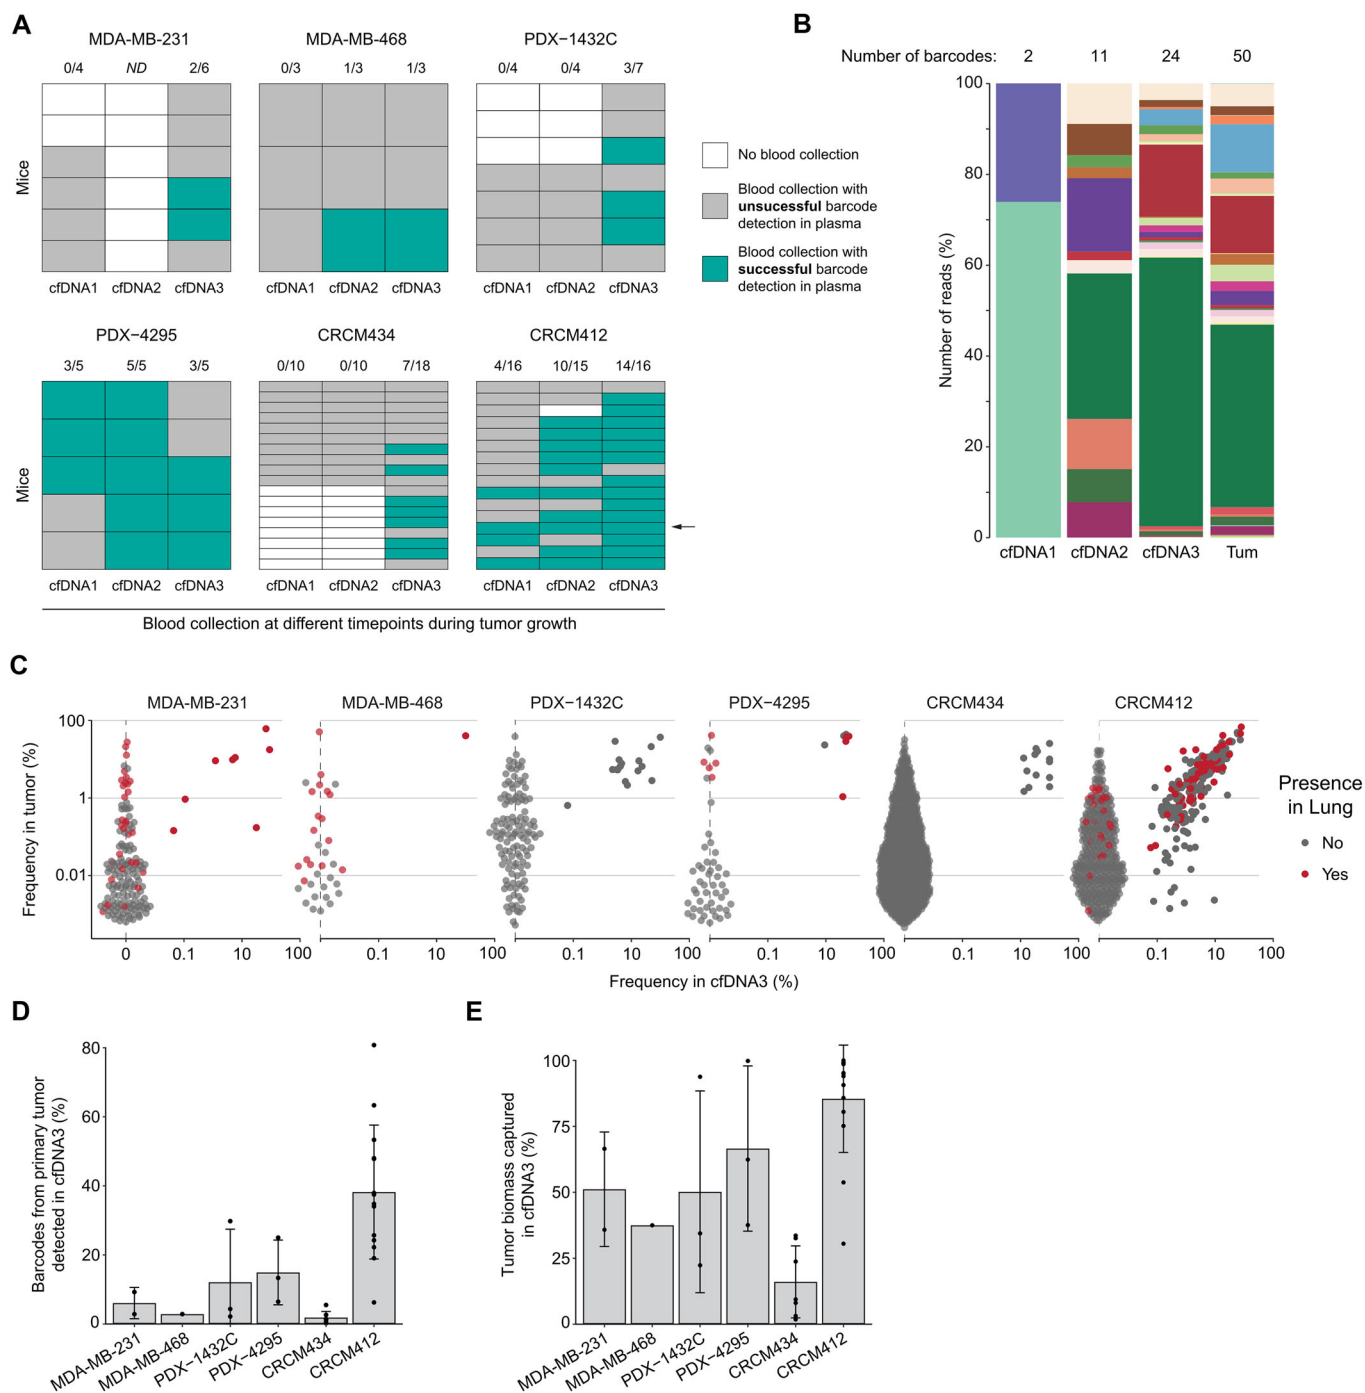 A
MDA-MB-231
MDA-MB-468
PDX−1432C
0/4 ND 2/6
0/3 1/3 1/3
0/4 0/4 3/7
Mice
cfDNA1 cfDNA2 cfDNA3
cfDNA1 cfDNA2 cfDNA3
cfDNA1 cfDNA2 cfDNA3
No blood collection
Blood collection with
unsucessful barcode
detection in plasma
Blood collection with
successful barcode
detection in plasma
PDX−4295
CRCM434
CRCM412
3/5 5/5 3/5
0/10 0/10 7/18
4/16 10/15 14/16
Mice
cfDNA1 cfDNA2 cfDNA3
cfDNA1 cfDNA2 cfDNA3
cfDNA1 cfDNA2 cfDNA3
Blood collection at different timepoints during tumor growth
B
Number of barcodes: 2 11 24 50
Number of reads (%)
100
80
60
40
20
0
cfDNA1 cfDNA2 cfDNA3 Tum
C
MDA-MB-231
MDA-MB-468
PDX−1432C
PDX−4295
CRCM434
CRCM412
Frequency in tumor (%)
100
1
0.01
0 0.1 10 100
0.1 10 100
0.1 10 100
0.1 10 100
0.1 10 100
0.1 10 100
Frequency in cfDNA3 (%)
Presence
in Lung
No
Yes
D
Barcodes from primary tumor
detected in cfDNA3 (%)
80
60
40
20
0
MDA-MB-231
MDA-MB-468
PDX−1432C
PDX−4295
CRCM434
CRCM412
E
Tumor biomass captured
in cfDNA3 (%)
100
75
50
25
0
MDA-MB-231
MDA-MB-468
PDX−1432C
PDX−4295
CRCM434
CRCM412